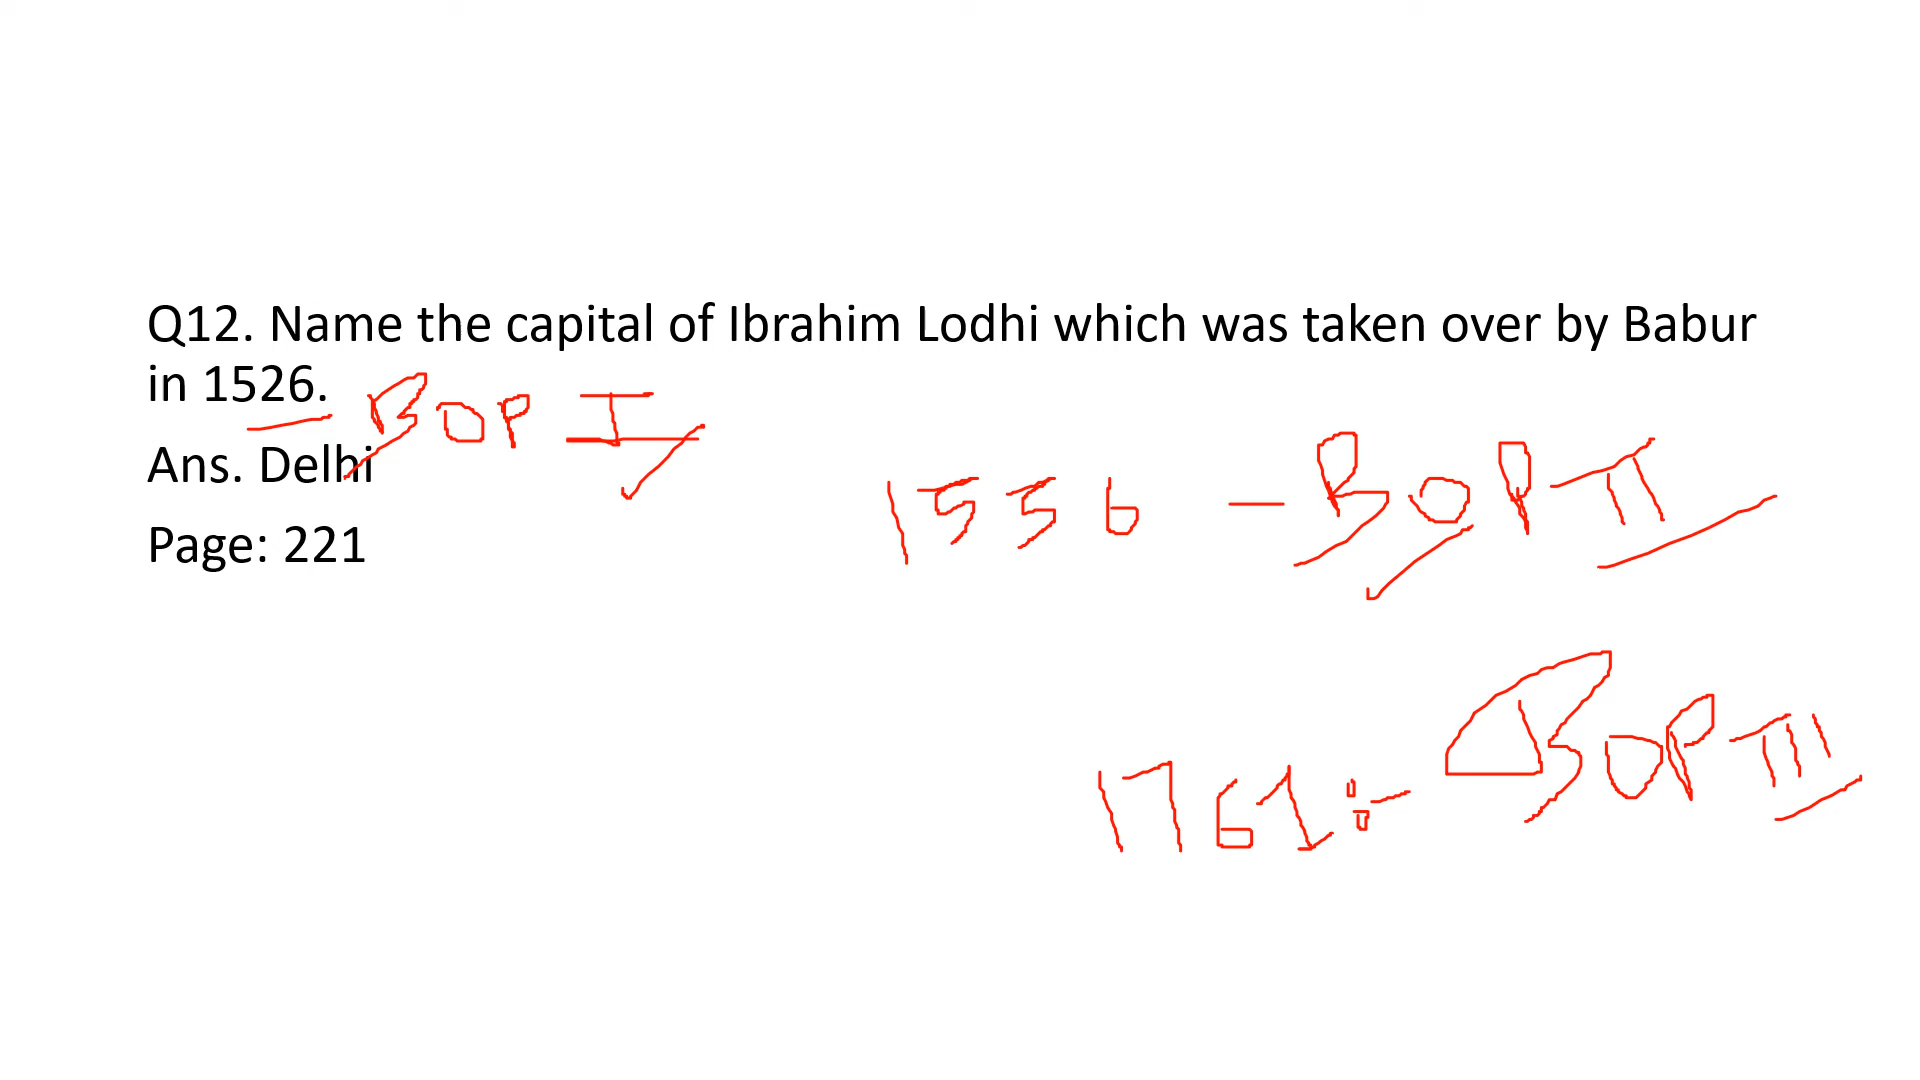 Q12. Name the capital of Ibrahim Lodhi which was taken over by Babur
in 1526.
BOP I
Ans. Delhi
1556 - BOP II
Page: 221
1761 :- BOP III